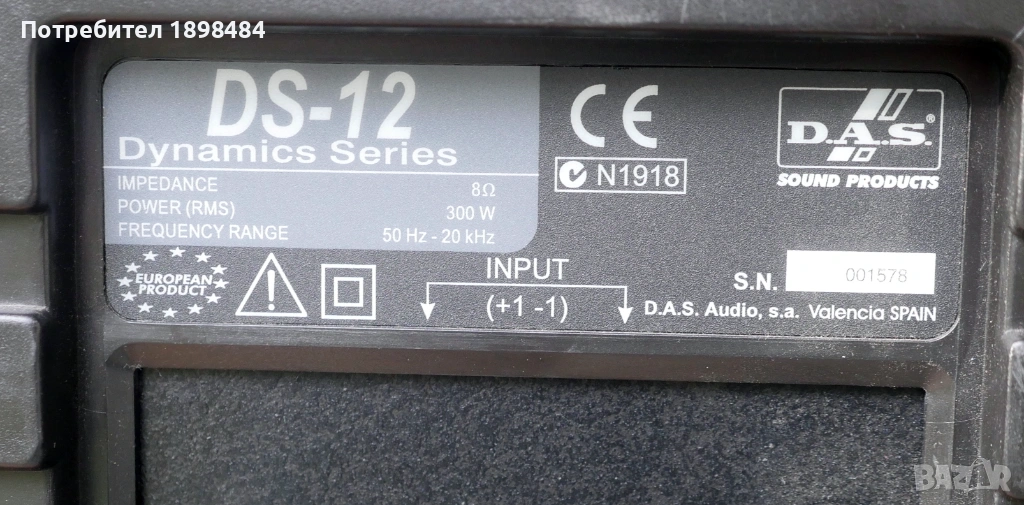 Потребител 1898484
DS-12
Dynamics Series
IMPEDANCE 8Ω
POWER (RMS) 300 W
FREQUENCY RANGE 50 Hz - 20 kHz
CE
N1918
D.A.S.®
SOUND PRODUCTS
EUROPEAN
PRODUCT
INPUT
(+1 -1)
S.N. 001578
D.A.S. Audio, s.a. Valencia SPAIN
BAZAR